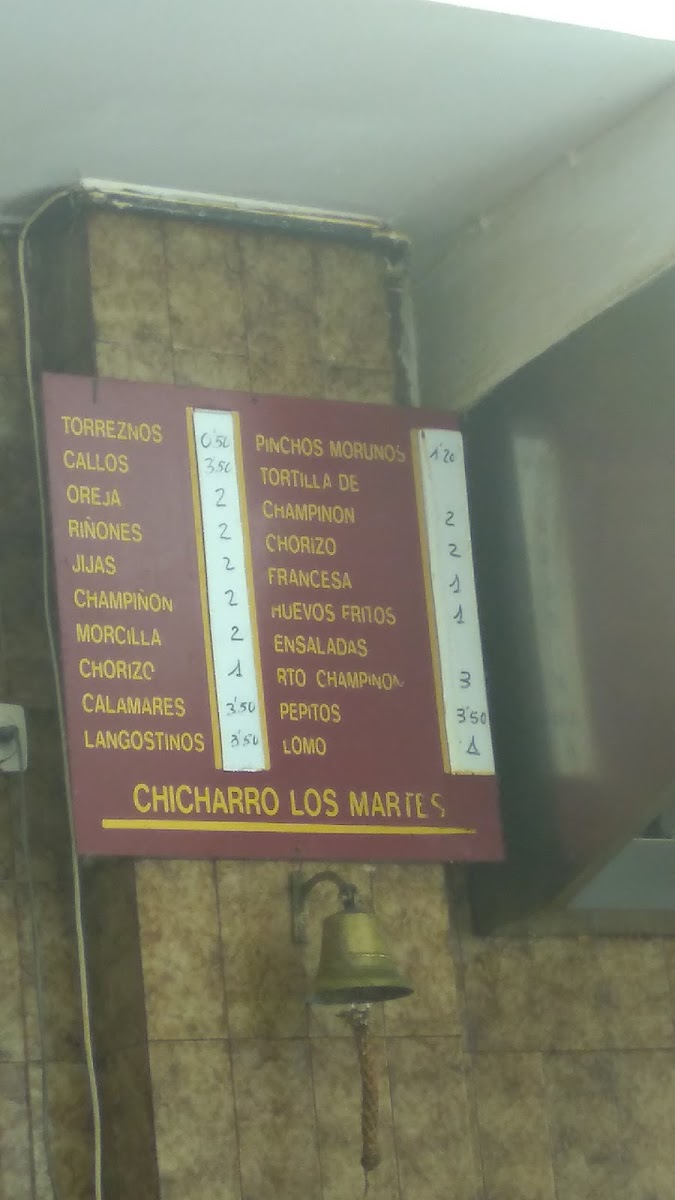 TORREZNOS 0'50
CALLOS 3'50
OREJA 2
RIÑONES 2
JIJAS 2
CHAMPIÑON 2
MORCILLA 2
CHORIZO 1
CALAMARES 3'50
LANGOSTINOS 3'50
PINCHOS MORUNOS 1'20
TORTILLA DE
CHAMPIÑON 2
CHORIZO 2
FRANCESA 1
HUEVOS FRITOS 1
ENSALADAS
RTO CHAMPIÑON 3
PEPITOS 3'50
LOMO 1
CHICHARRO LOS MARTES